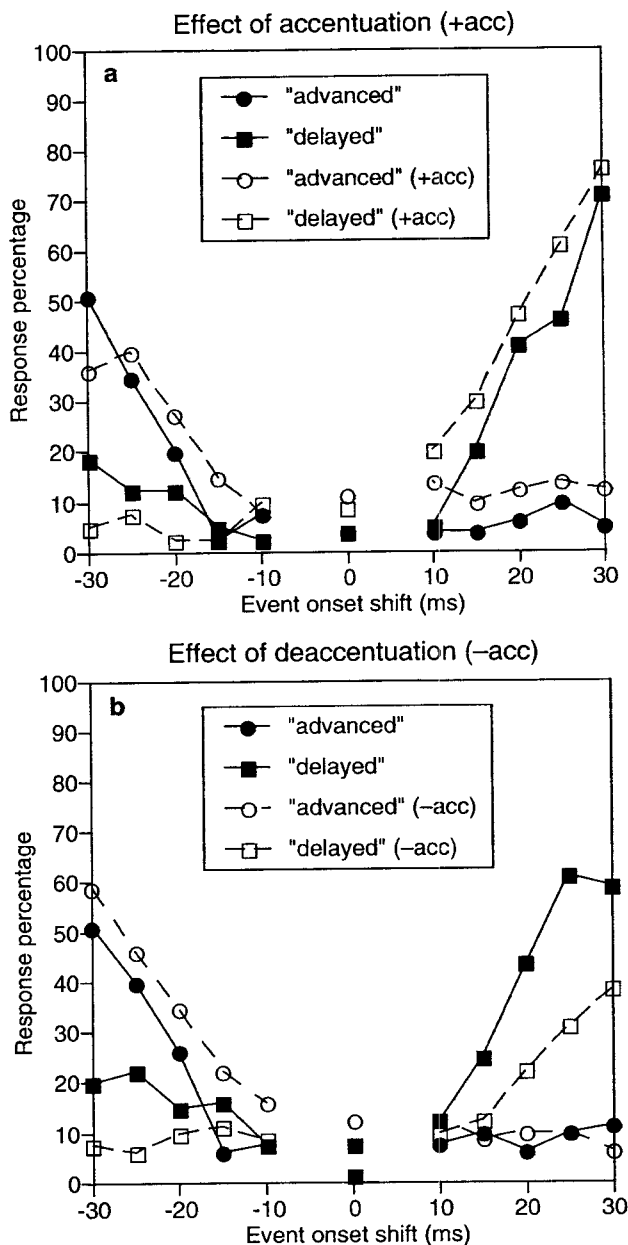 Effect of accentuation (+acc)
a
"advanced"
"delayed"
"advanced" (+acc)
"delayed" (+acc)
Response percentage
100
90
80
70
60
50
40
30
20
10
0
-30 -20 -10 0 10 20 30
Event onset shift (ms)
Effect of deaccentuation (–acc)
b
"advanced"
"delayed"
"advanced" (–acc)
"delayed" (–acc)
Response percentage
100
90
80
70
60
50
40
30
20
10
0
-30 -20 -10 0 10 20 30
Event onset shift (ms)